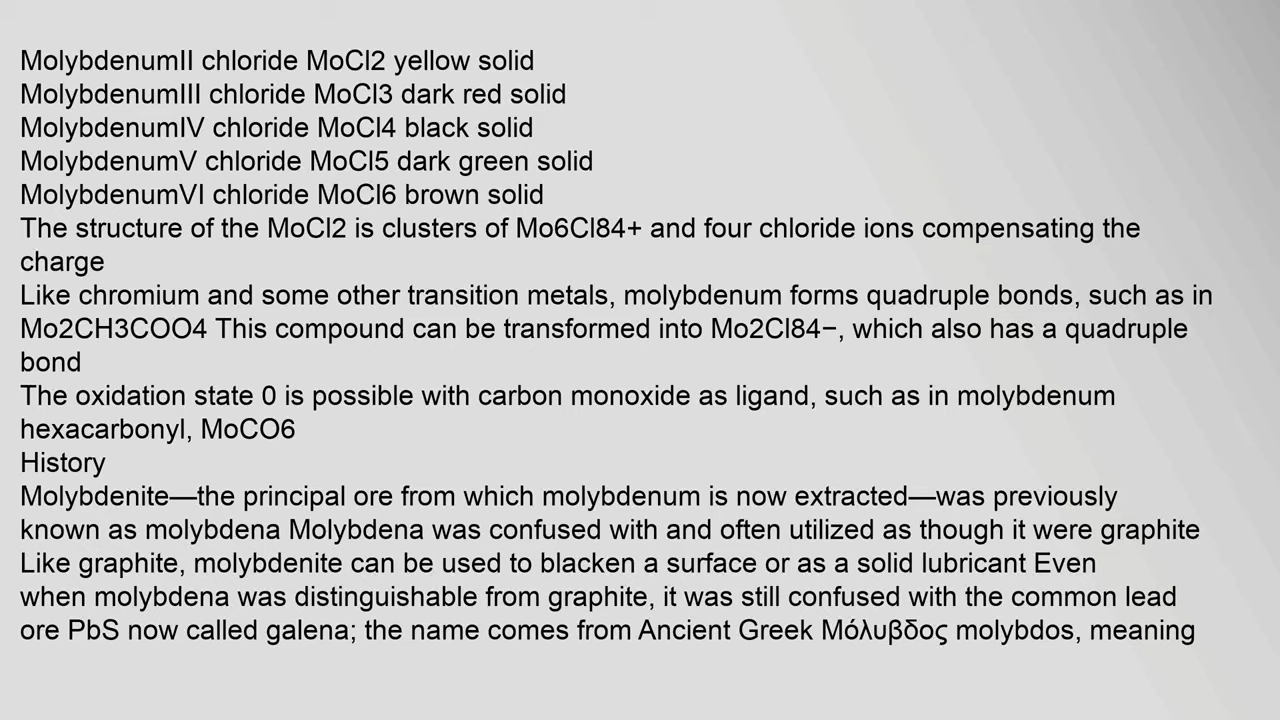 MolybdenumII chloride MoCl2 yellow solid
MolybdenumIII chloride MoCl3 dark red solid
MolybdenumIV chloride MoCl4 black solid
MolybdenumV chloride MoCl5 dark green solid
MolybdenumVI chloride MoCl6 brown solid
The structure of the MoCl2 is clusters of Mo6Cl84+ and four chloride ions compensating the
charge
Like chromium and some other transition metals, molybdenum forms quadruple bonds, such as in
Mo2CH3COO4 This compound can be transformed into Mo2Cl84−, which also has a quadruple
bond
The oxidation state 0 is possible with carbon monoxide as ligand, such as in molybdenum
hexacarbonyl, MoCO6
History
Molybdenite—the principal ore from which molybdenum is now extracted—was previously
known as molybdena Molybdena was confused with and often utilized as though it were graphite
Like graphite, molybdenite can be used to blacken a surface or as a solid lubricant Even
when molybdena was distinguishable from graphite, it was still confused with the common lead
ore PbS now called galena; the name comes from Ancient Greek Μόλυβδος molybdos, meaning